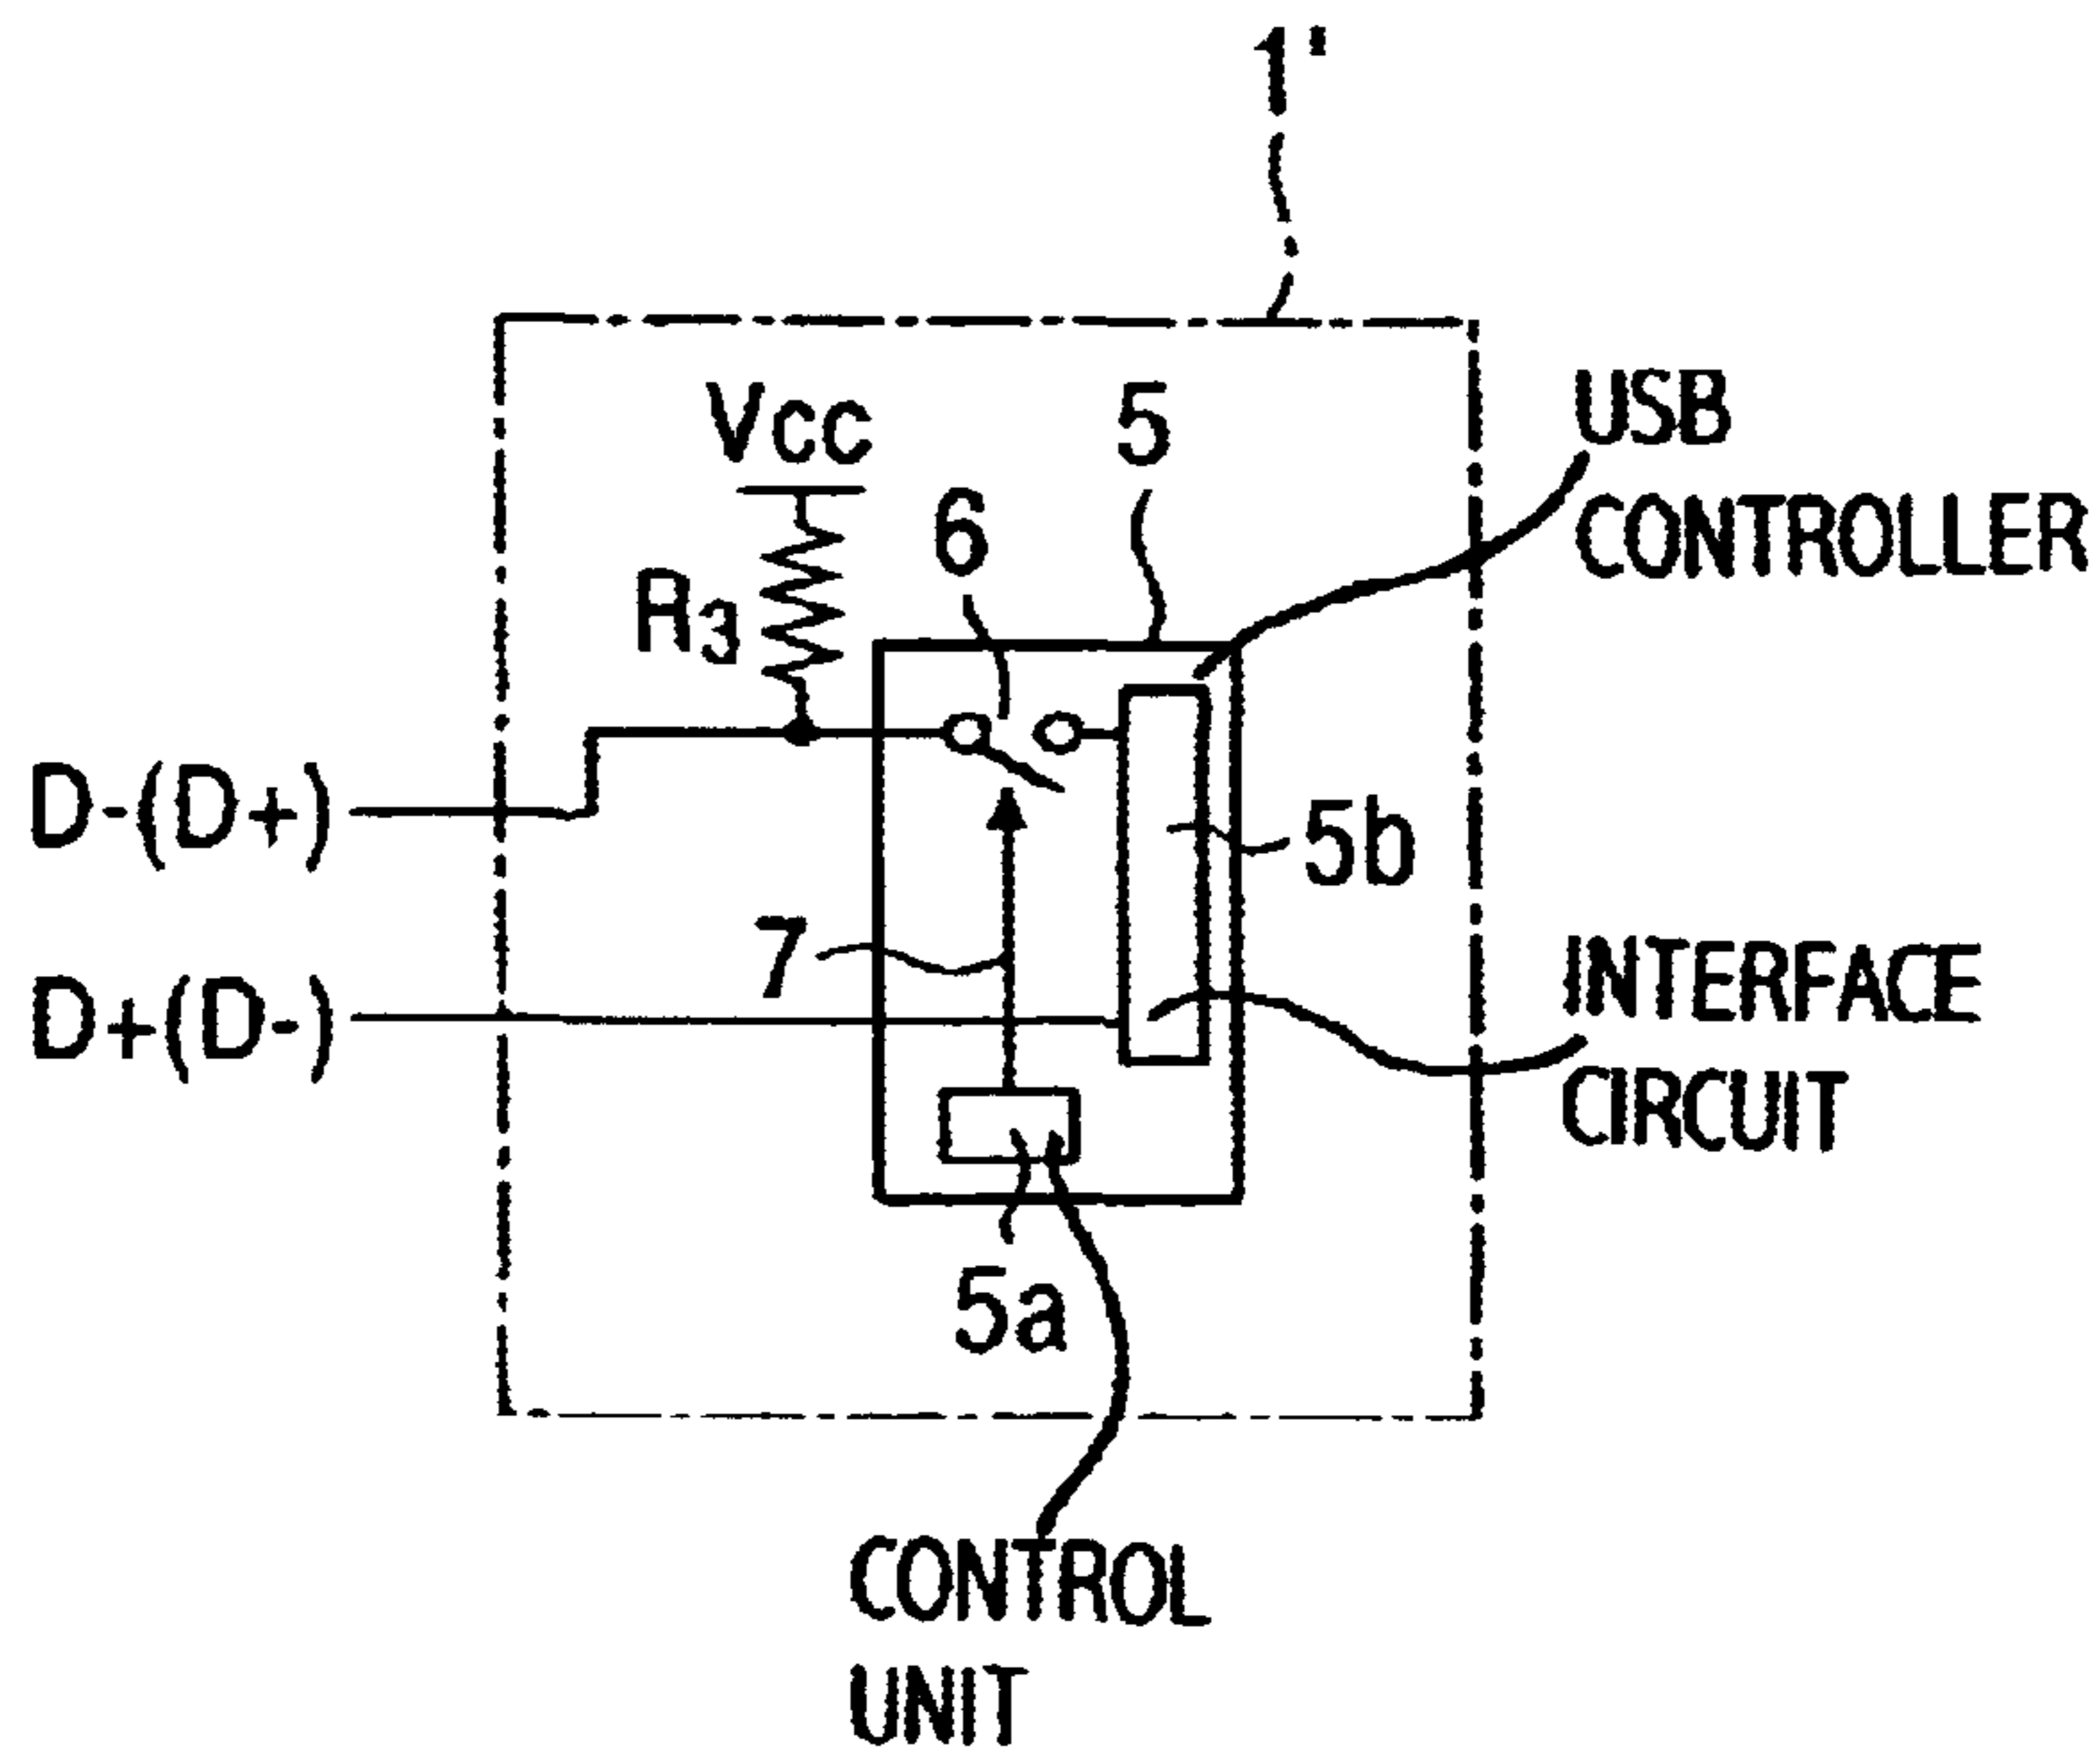 1'
Vcc
5
USB
CONTROLLER
6
R3
D-(D+)
5b
7
INTERFACE
CIRCUIT
D+(D-)
5a
CONTROL
UNIT